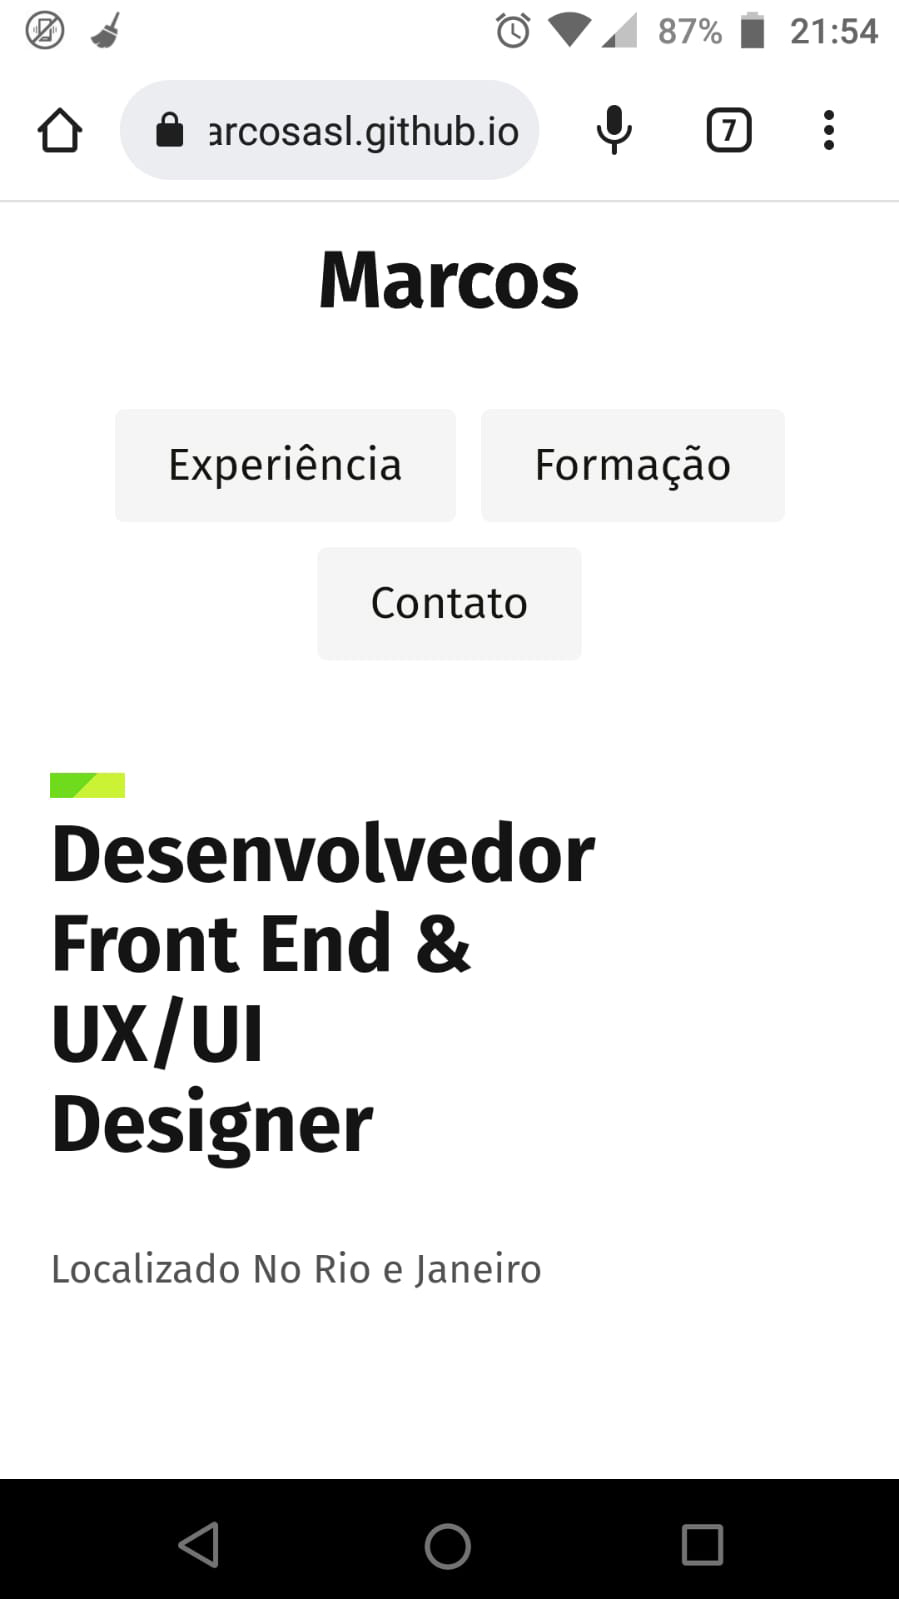 87% 21:54
arcosasl.github.io 7
Marcos
Experiência Formação
Contato
Desenvolvedor
Front End &
UX/UI
Designer
Localizado No Rio e Janeiro